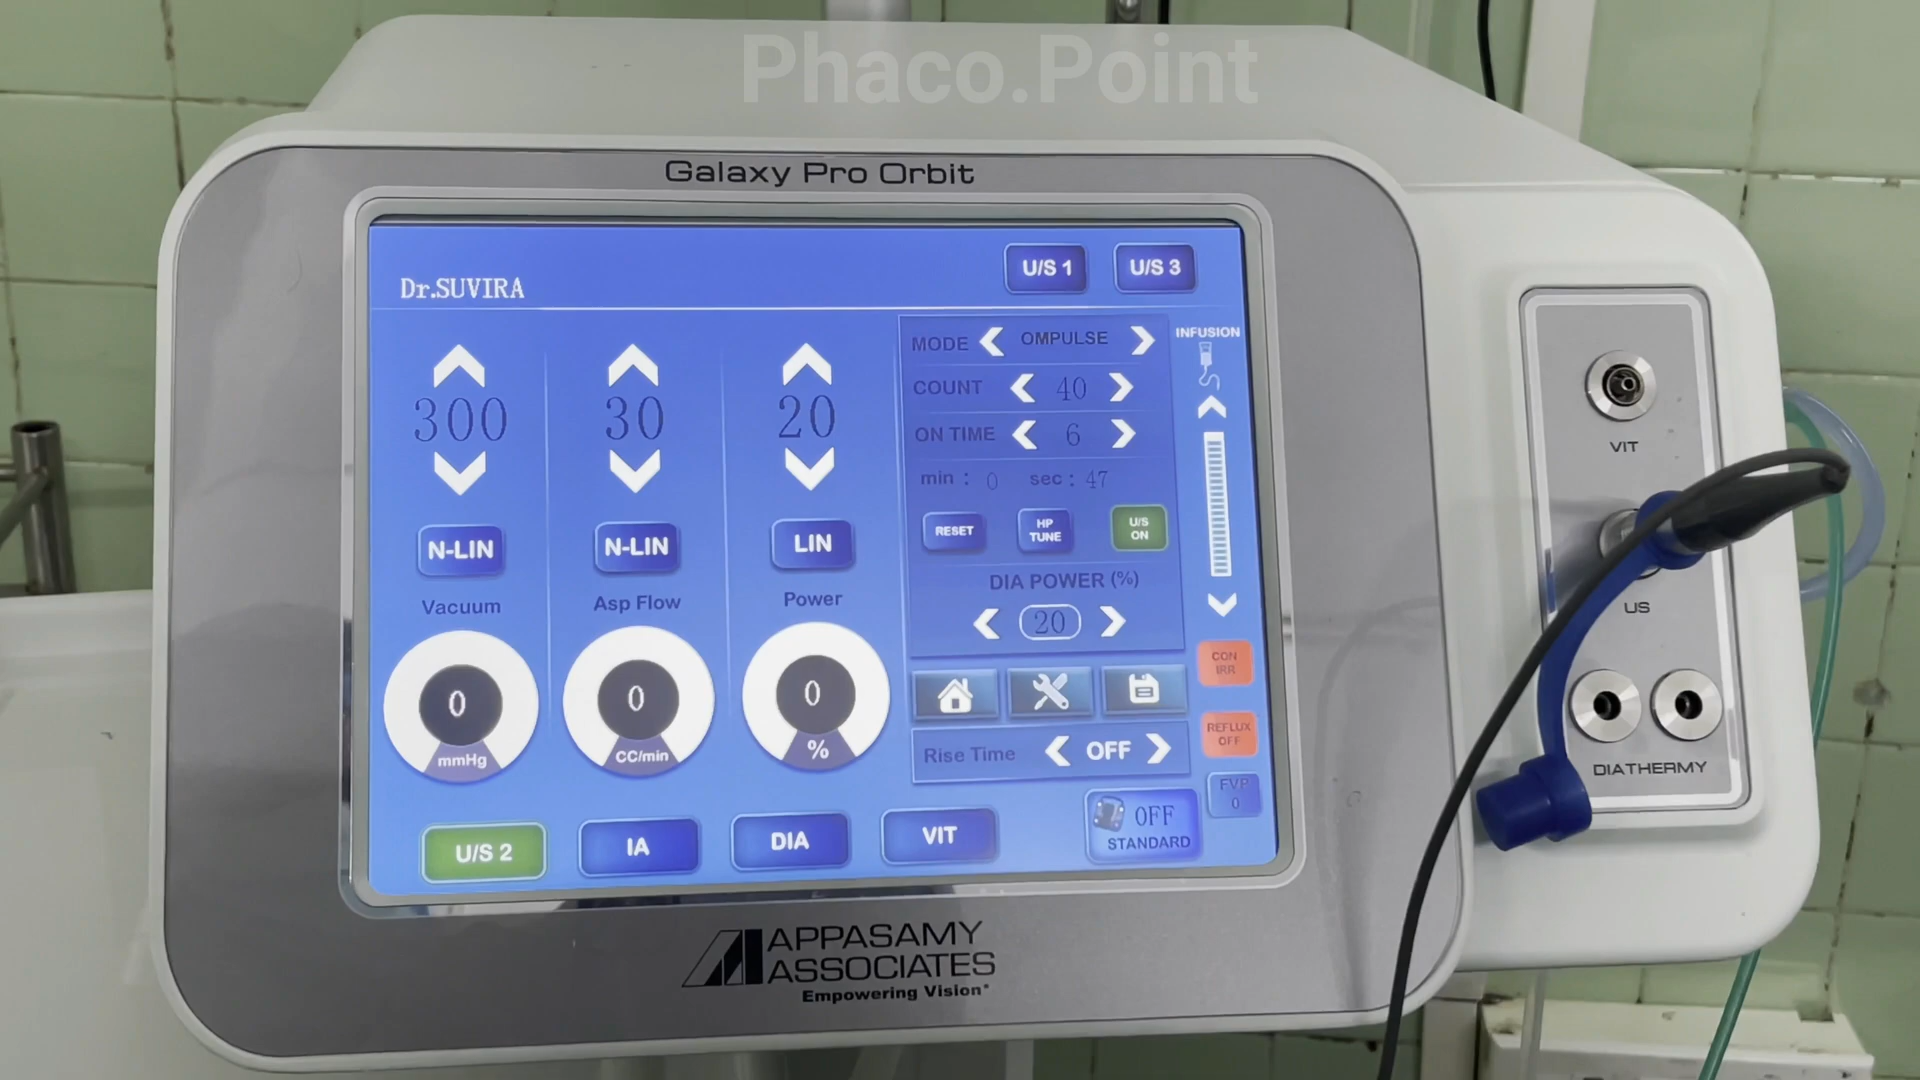 Phaco.Point
Galaxy Pro Orbit
Dr.SUVIRA
U/S 1
U/S 3
300
N-LIN
Vacuum
0
mmHg
30
N-LIN
Asp Flow
0
CC/min
20
LIN
Power
0
%
MODE OMPULSE
COUNT 40
ON TIME 6
min : 0 sec : 47
RESET
HP
TUNE
U/S
ON
DIA POWER (%)
20
Rise Time OFF
INFUSION
CON
IRR
REFLUX
OFF
FVP
0
OFF
STANDARD
U/S 2
IA
DIA
VIT
APPASAMY
ASSOCIATES
Empowering Vision*
VIT
US
DIATHERMY